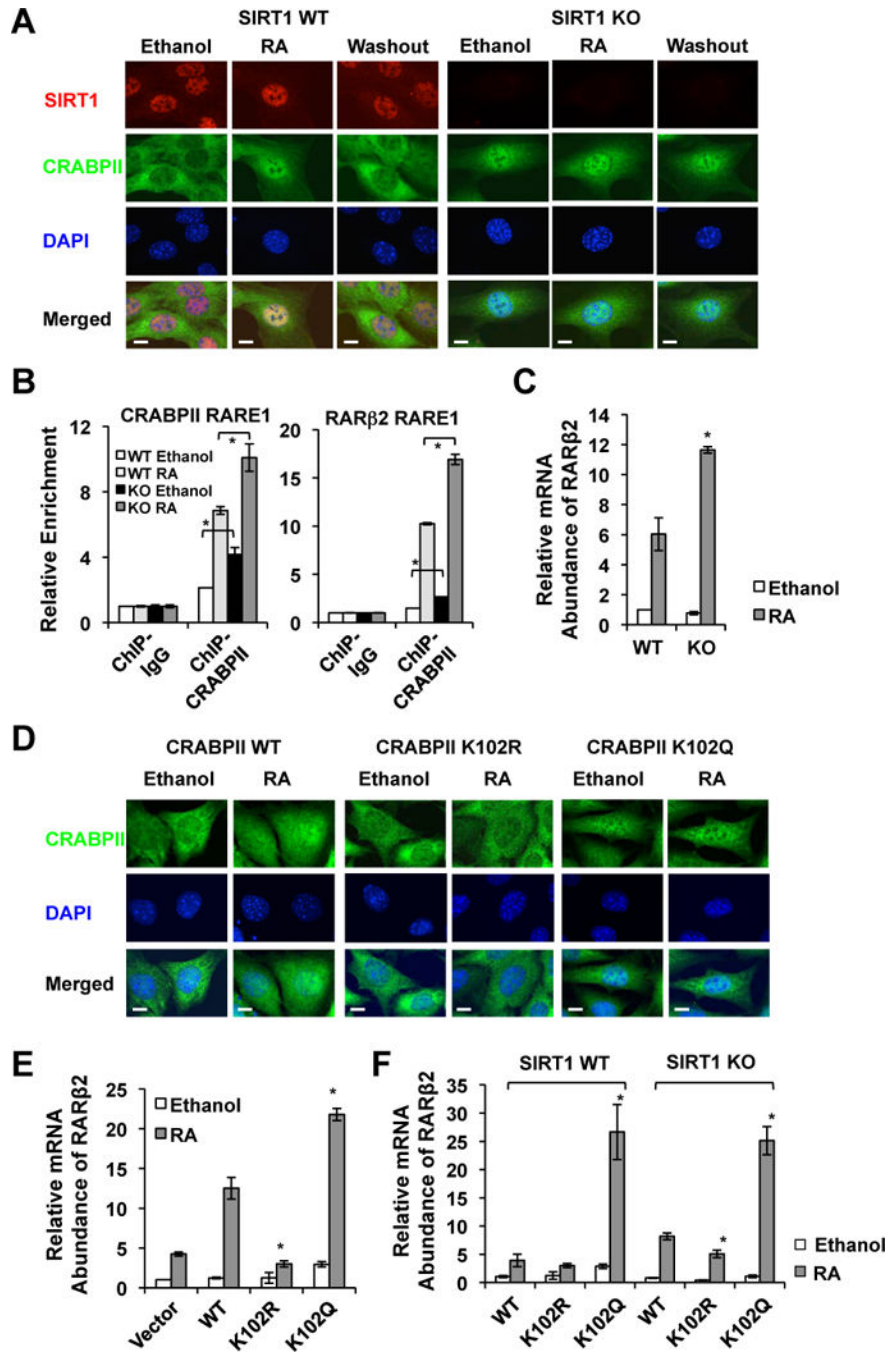 A
SIRT1 WT
SIRT1 KO
Ethanol RA Washout Ethanol RA Washout
SIRT1
CRABPII
DAPI
Merged
B
CRABPII RARE1
RARβ2 RARE1
WT Ethanol
WT RA
KO Ethanol
KO RA
Relative Enrichment
12
8
4
0
20
15
10
5
0
*
*
*
*
ChIP-
IgG
ChIP-
CRABPII
ChIP-
IgG
ChIP-
CRABPII
C
Relative mRNA
Abundance of RARβ2
14
12
10
8
6
4
2
0
*
WT KO
Ethanol
RA
D
CRABPII WT CRABPII K102R CRABPII K102Q
Ethanol RA Ethanol RA Ethanol RA
CRABPII
DAPI
Merged
E
Relative mRNA
Abundance of RARβ2
25
20
15
10
5
0
Ethanol
RA
*
*
Vector WT K102R K102Q
F
SIRT1 WT SIRT1 KO
Relative mRNA
Abundance of RARβ2
35
30
25
20
15
10
5
0
*
*
*
WT K102R K102Q WT K102R K102Q
Ethanol
RA